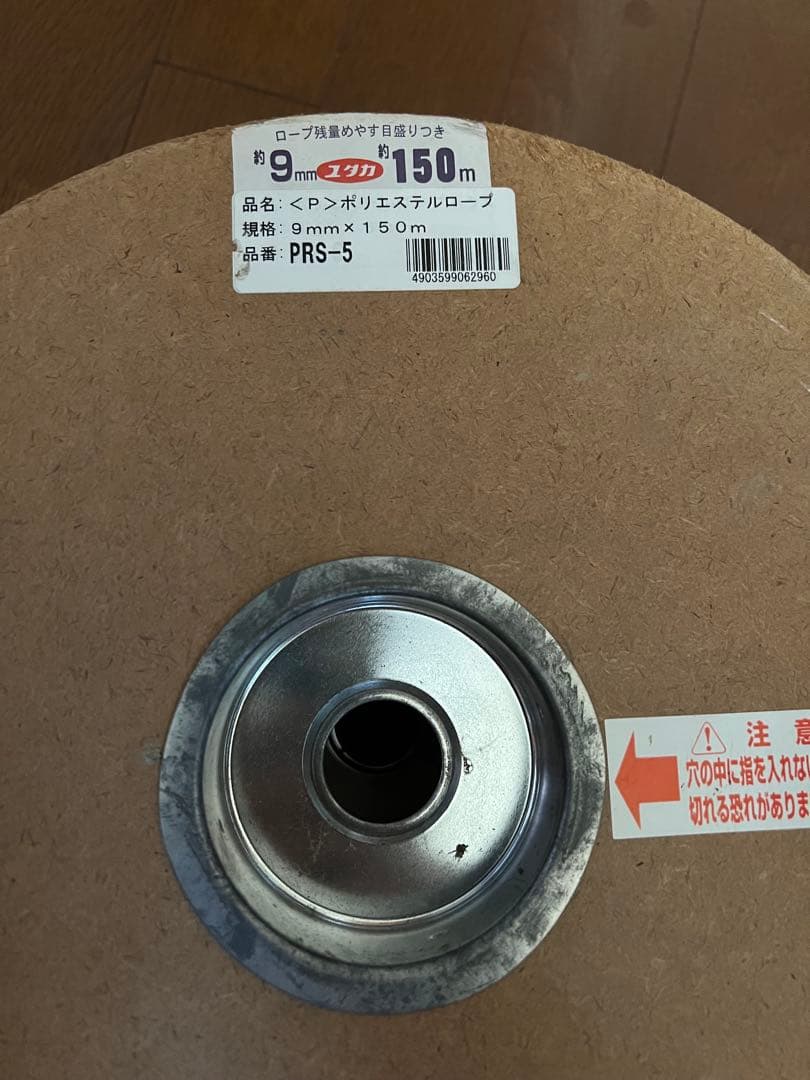 ロープ残量めやす目盛りつき
約9mm ユタカ 約150m
品名:<P>ポリエステルロープ
規格:9mm×150m
品番:PRS-5
4903599062960
注意
穴の中に指を入れない
切れる恐れがありま